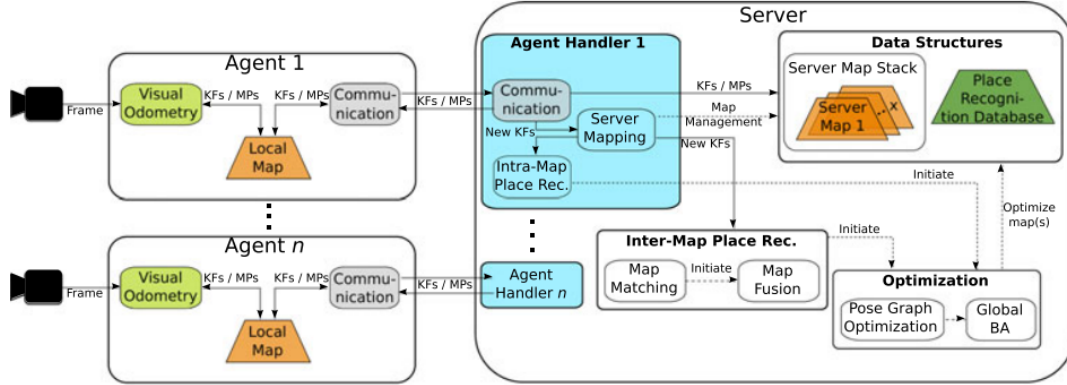 Server
Agent 1
Frame
Visual
Odometry
KFs / MPs
KFs / MPs
Commu-
nication
Local
Map
KFs / MPs
Agent Handler 1
Commu-
nication
New KFs
Server
Mapping
Intra-Map
Place Rec.
KFs / MPs
Map
Management
New KFs
Data Structures
Server Map Stack
Server
Map 1
.. x
Place
Recogni-
tion Database
Initiate
Optimize
map(s)
Agent n
Frame
Visual
Odometry
KFs / MPs
KFs / MPs
Commu-
nication
Local
Map
KFs / MPs
Agent
Handler n
Inter-Map Place Rec.
Map
Matching
Initiate
Map
Fusion
Initiate
Optimization
Pose Graph
Optimization
Global
BA